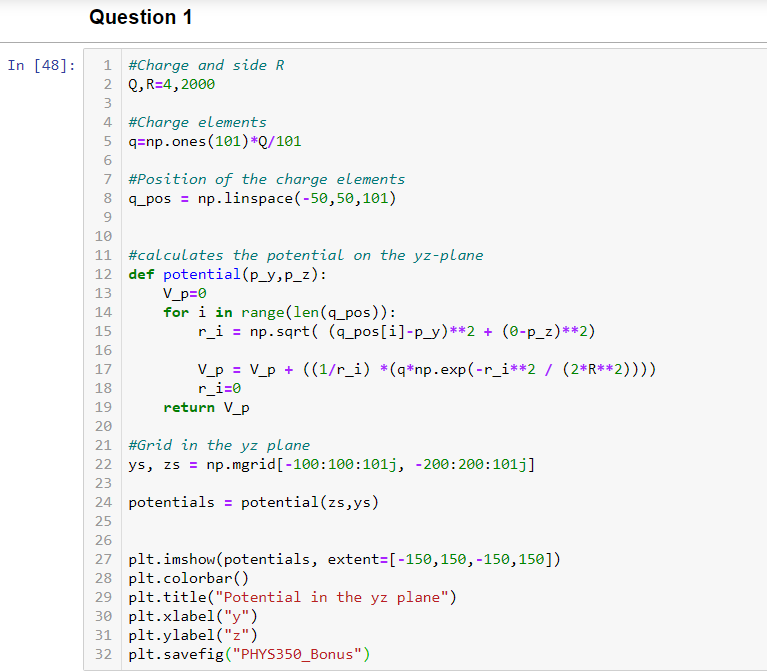 Question 1
In [48]:
1 #Charge and side R
2 Q,R=4,2000
3
4 #Charge elements
5 q=np.ones(101)*Q/101
6
7 #Position of the charge elements
8 q_pos = np.linspace(-50,50,101)
9
10
11 #calculates the potential on the yz-plane
12 def potential(p_y,p_z):
13     V_p=0
14     for i in range(len(q_pos)):
15         r_i = np.sqrt( (q_pos[i]-p_y)**2 + (0-p_z)**2)
16
17         V_p = V_p + ((1/r_i) *(q*np.exp(-r_i**2 / (2*R**2))))
18         r_i=0
19     return V_p
20
21 #Grid in the yz plane
22 ys, zs = np.mgrid[-100:100:101j, -200:200:101j]
23
24 potentials = potential(zs,ys)
25
26
27 plt.imshow(potentials, extent=[-150,150,-150,150])
28 plt.colorbar()
29 plt.title("Potential in the yz plane")
30 plt.xlabel("y")
31 plt.ylabel("z")
32 plt.savefig("PHYS350_Bonus")